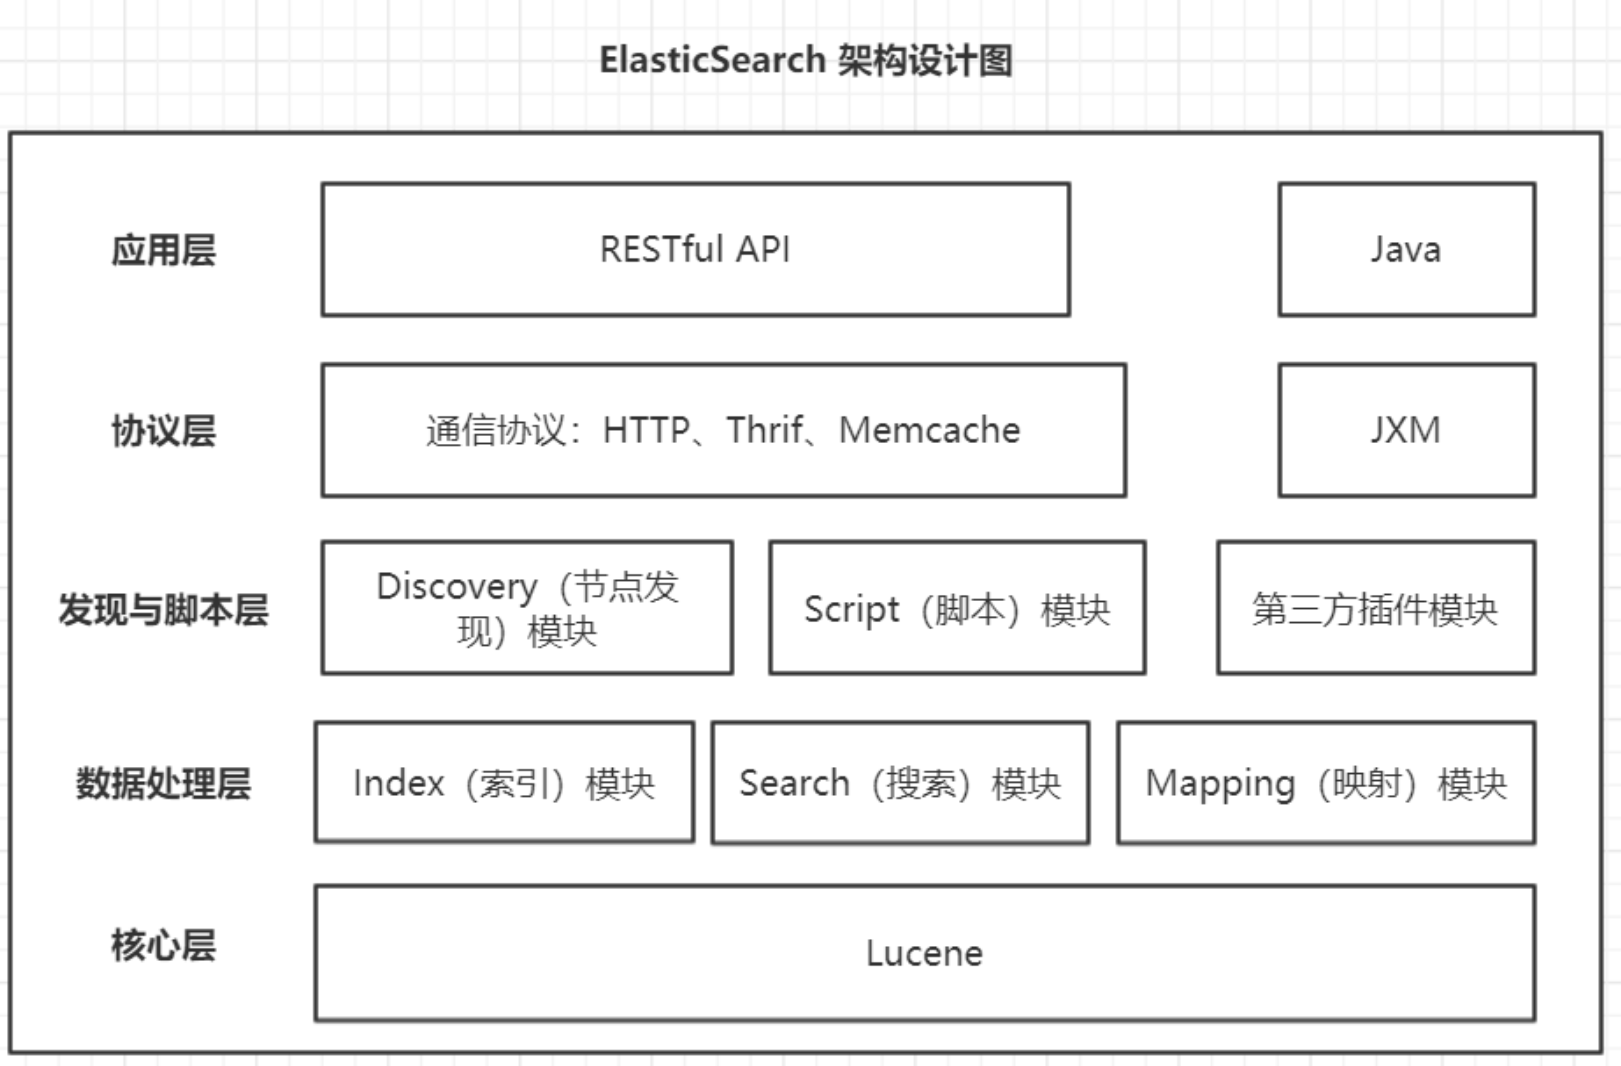 ElasticSearch 架构设计图
应用层
RESTful API
Java
协议层
通信协议：HTTP、Thrif、Memcache
JXM
发现与脚本层
Discovery（节点发
现）模块
Script（脚本）模块
第三方插件模块
数据处理层
Index（索引）模块
Search（搜索）模块
Mapping（映射）模块
核心层
Lucene